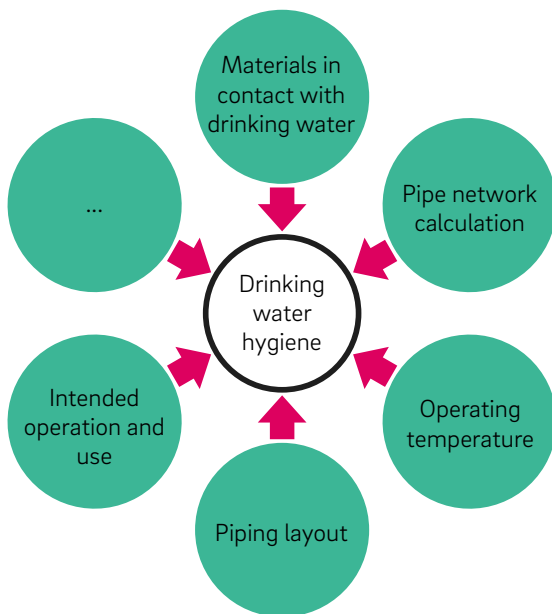 Materials in
contact with
drinking water
...
Pipe network
calculation
Drinking
water
hygiene
Intended
operation and
use
Operating
temperature
Piping layout